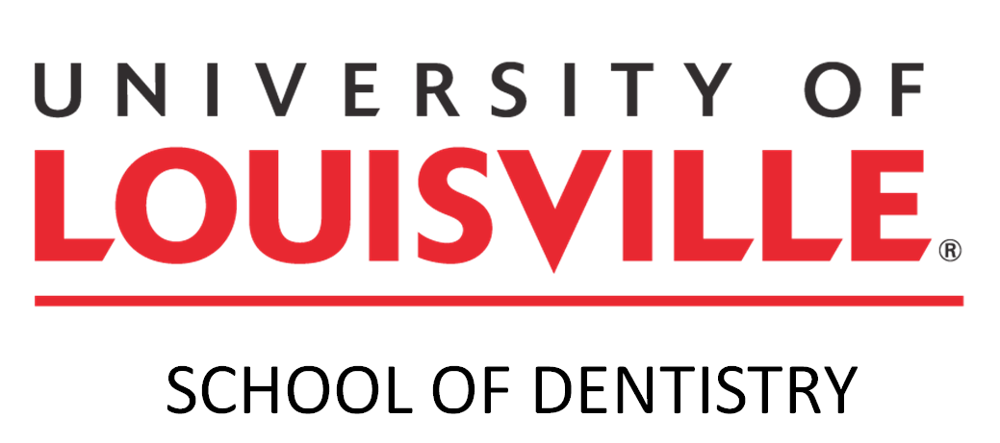 UNIVERSITY OF
LOUISVILLE®
SCHOOL OF DENTISTRY